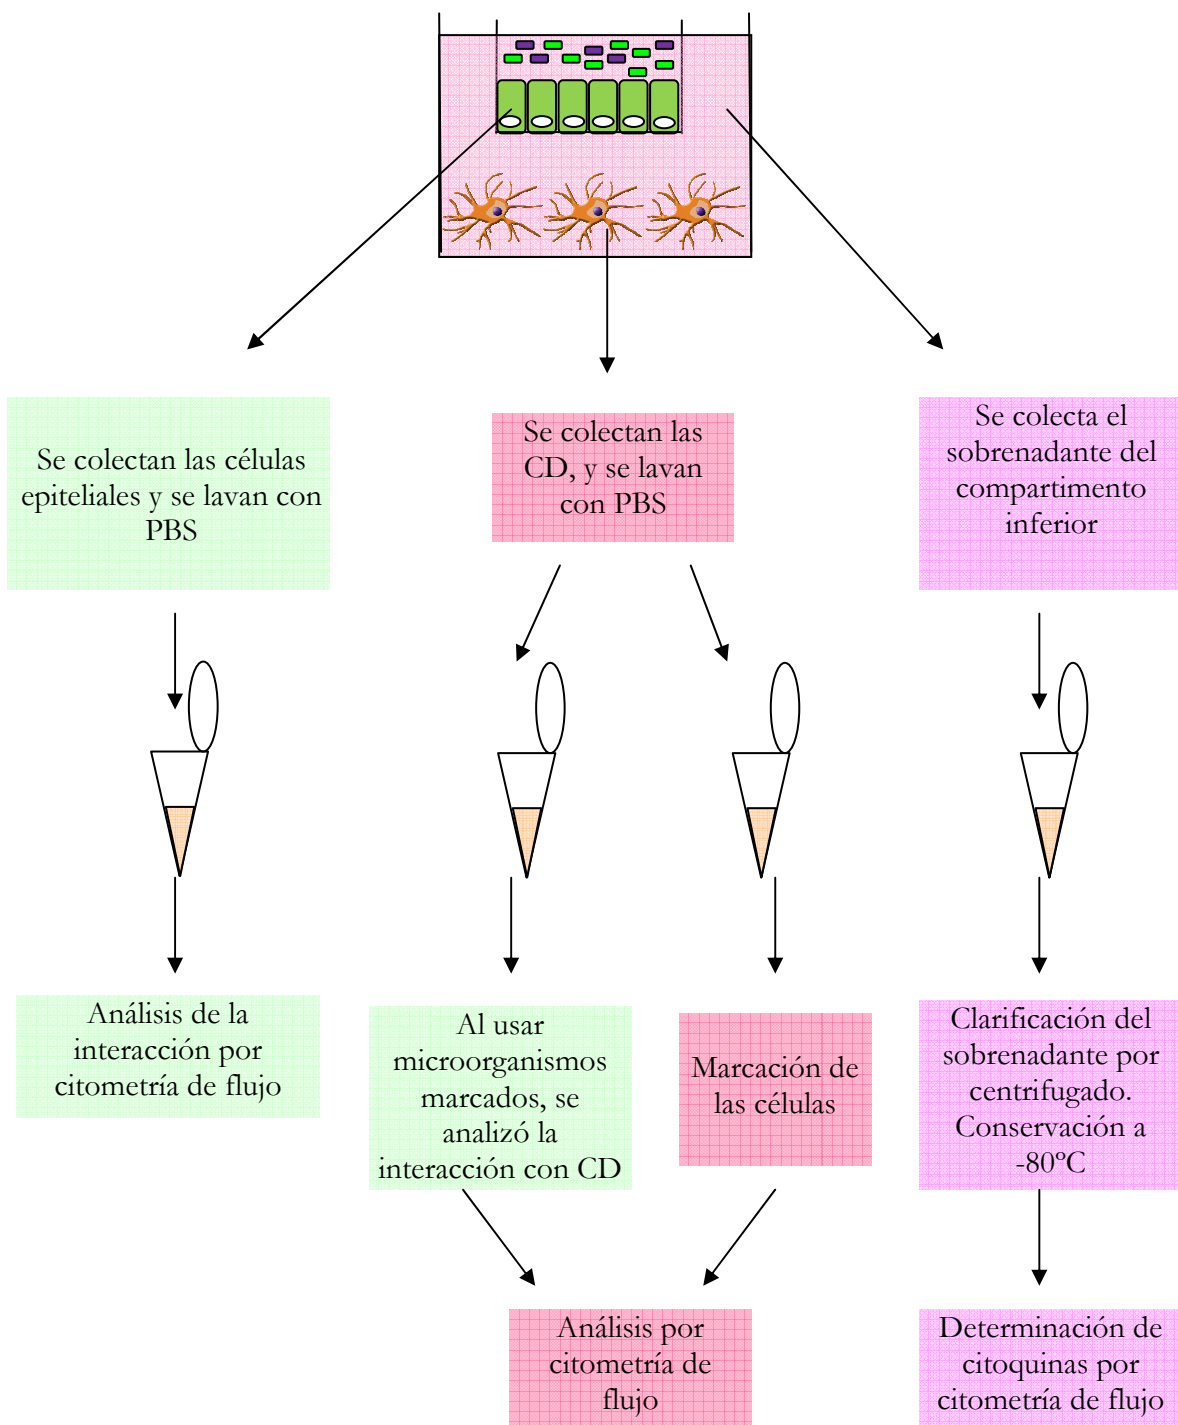 Se colectan las células
epiteliales y se lavan con
PBS
Se colectan las
CD, y se lavan
con PBS
Se colecta el
sobrenadante del
compartimento
inferior
Análisis de la
interacción por
citometría de flujo
Al usar
microorganismos
marcados, se
analizó la
interacción con CD
Marcación de
las células
Clarificación del
sobrenadante por
centrifugado.
Conservación a
-80ºC
Análisis por
citometría de
flujo
Determinación de
citoquinas por
citometría de flujo